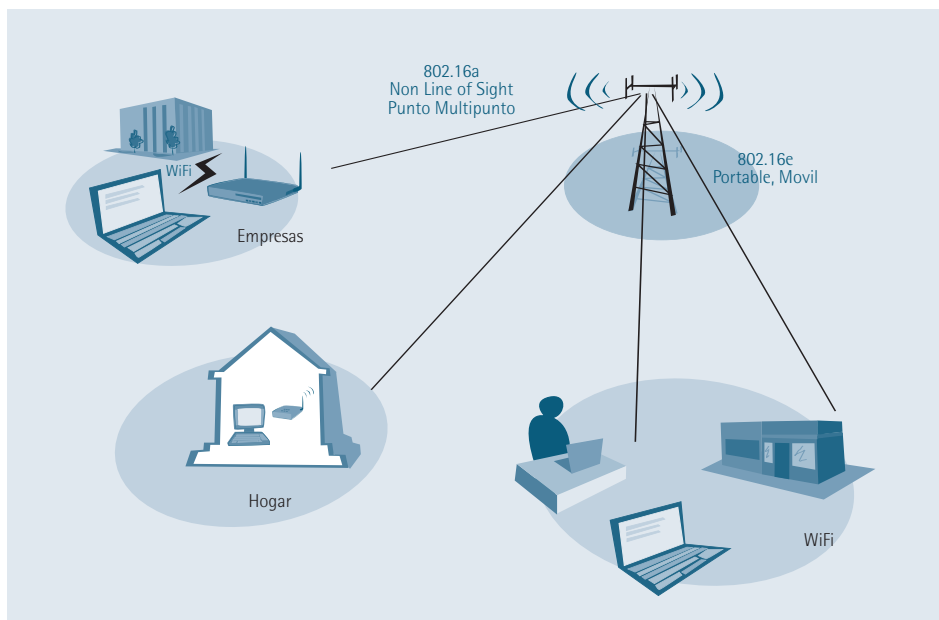 802.16a
Non Line of Sight
Punto Multipunto
802.16e
Portable, Movil
WiFi
Empresas
Hogar
WiFi